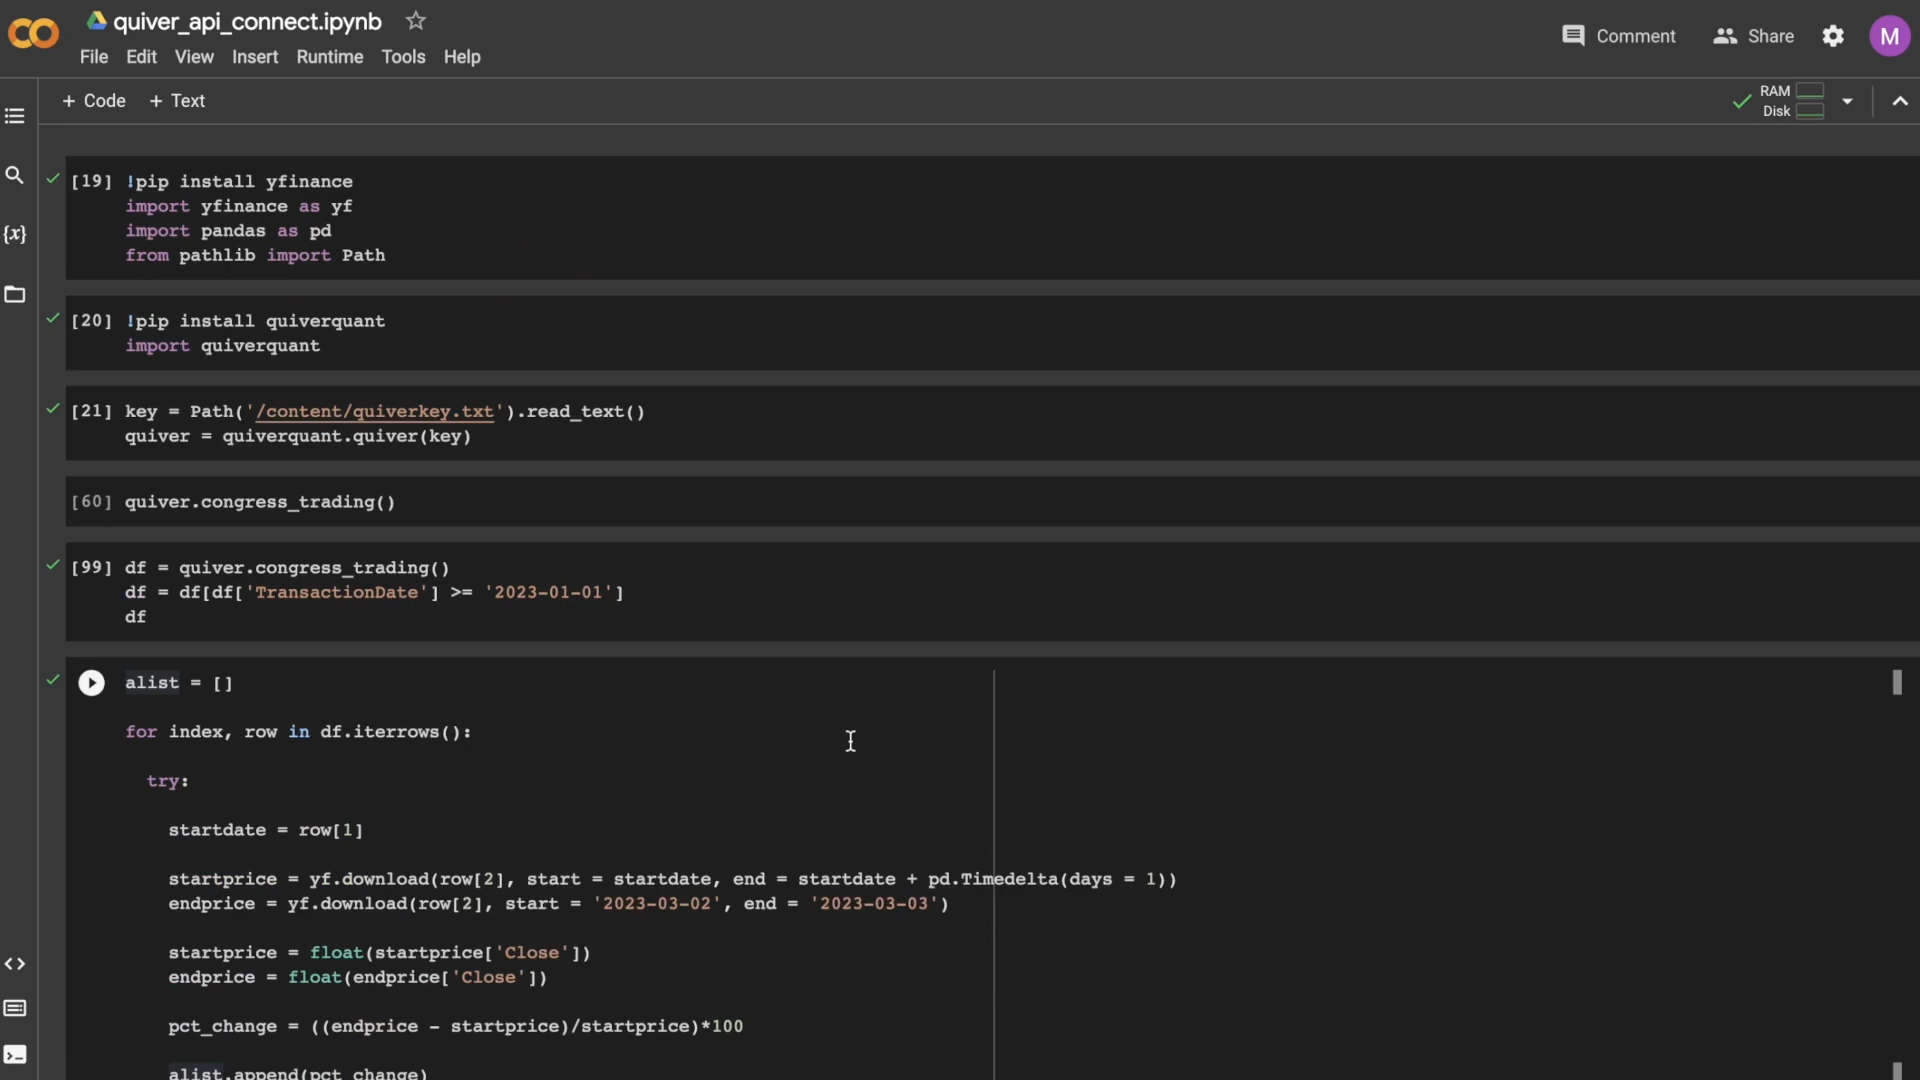 quiver_api_connect.ipynb
File Edit View Insert Runtime Tools Help
Comment Share M
+ Code + Text
RAM
Disk
[19] !pip install yfinance
import yfinance as yf
import pandas as pd
from pathlib import Path
[20] !pip install quiverquant
import quiverquant
[21] key = Path('/content/quiverkey.txt').read_text()
quiver = quiverquant.quiver(key)
[60] quiver.congress_trading()
[99] df = quiver.congress_trading()
df = df[df['TransactionDate'] >= '2023-01-01']
df
alist = []
for index, row in df.iterrows():
try:
startdate = row[1]
startprice = yf.download(row[2], start = startdate, end = startdate + pd.Timedelta(days = 1))
endprice = yf.download(row[2], start = '2023-03-02', end = '2023-03-03')
startprice = float(startprice['Close'])
endprice = float(endprice['Close'])
pct_change = ((endprice - startprice)/startprice)*100
alist.append(pct_change)